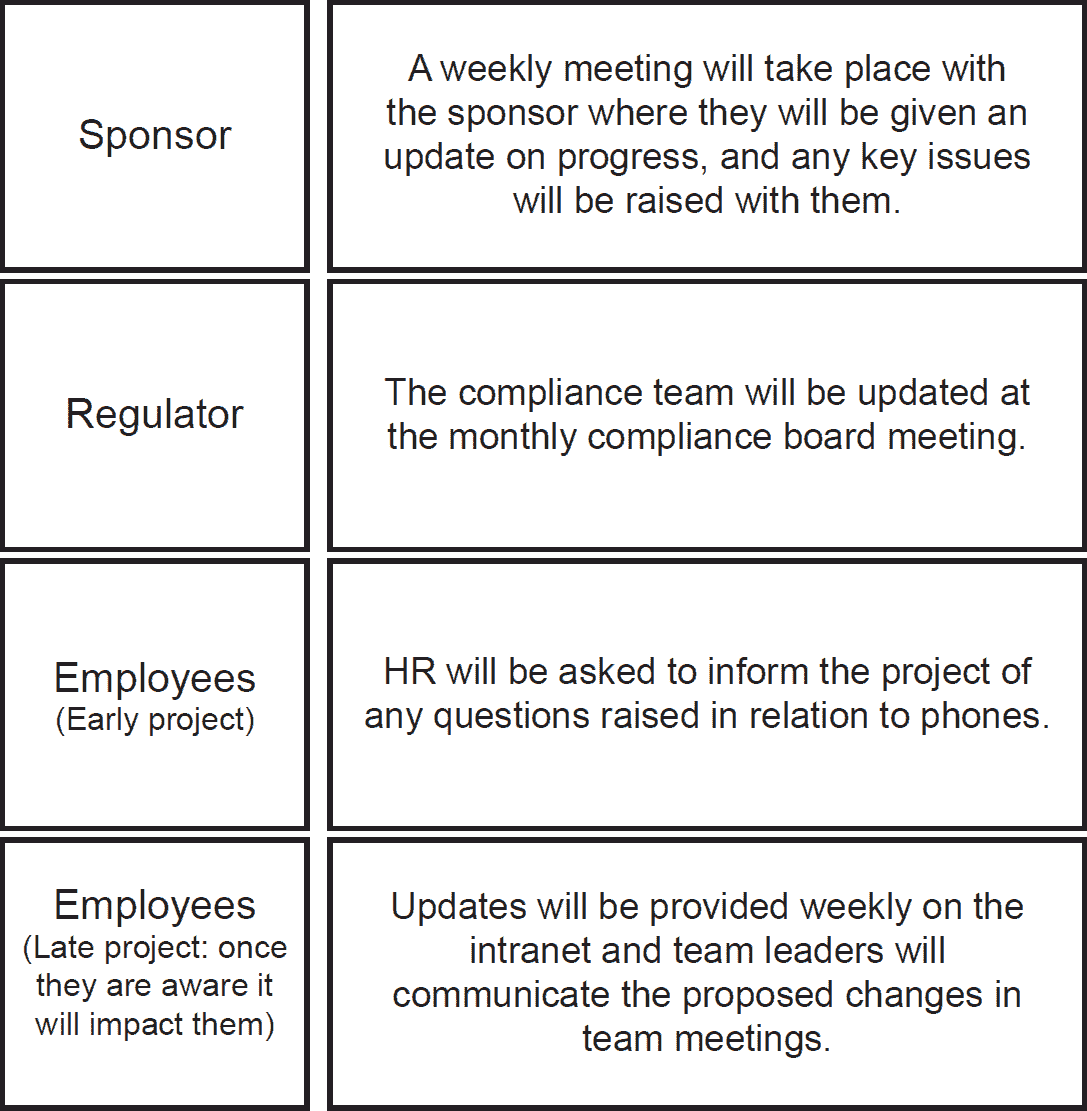 Sponsor
A weekly meeting will take place with
the sponsor where they will be given an
update on progress, and any key issues
will be raised with them.
Regulator
The compliance team will be updated at
the monthly compliance board meeting.
Employees
(Early project)
HR will be asked to inform the project of
any questions raised in relation to phones.
Employees
(Late project: once
they are aware it
will impact them)
Updates will be provided weekly on the
intranet and team leaders will
communicate the proposed changes in
team meetings.